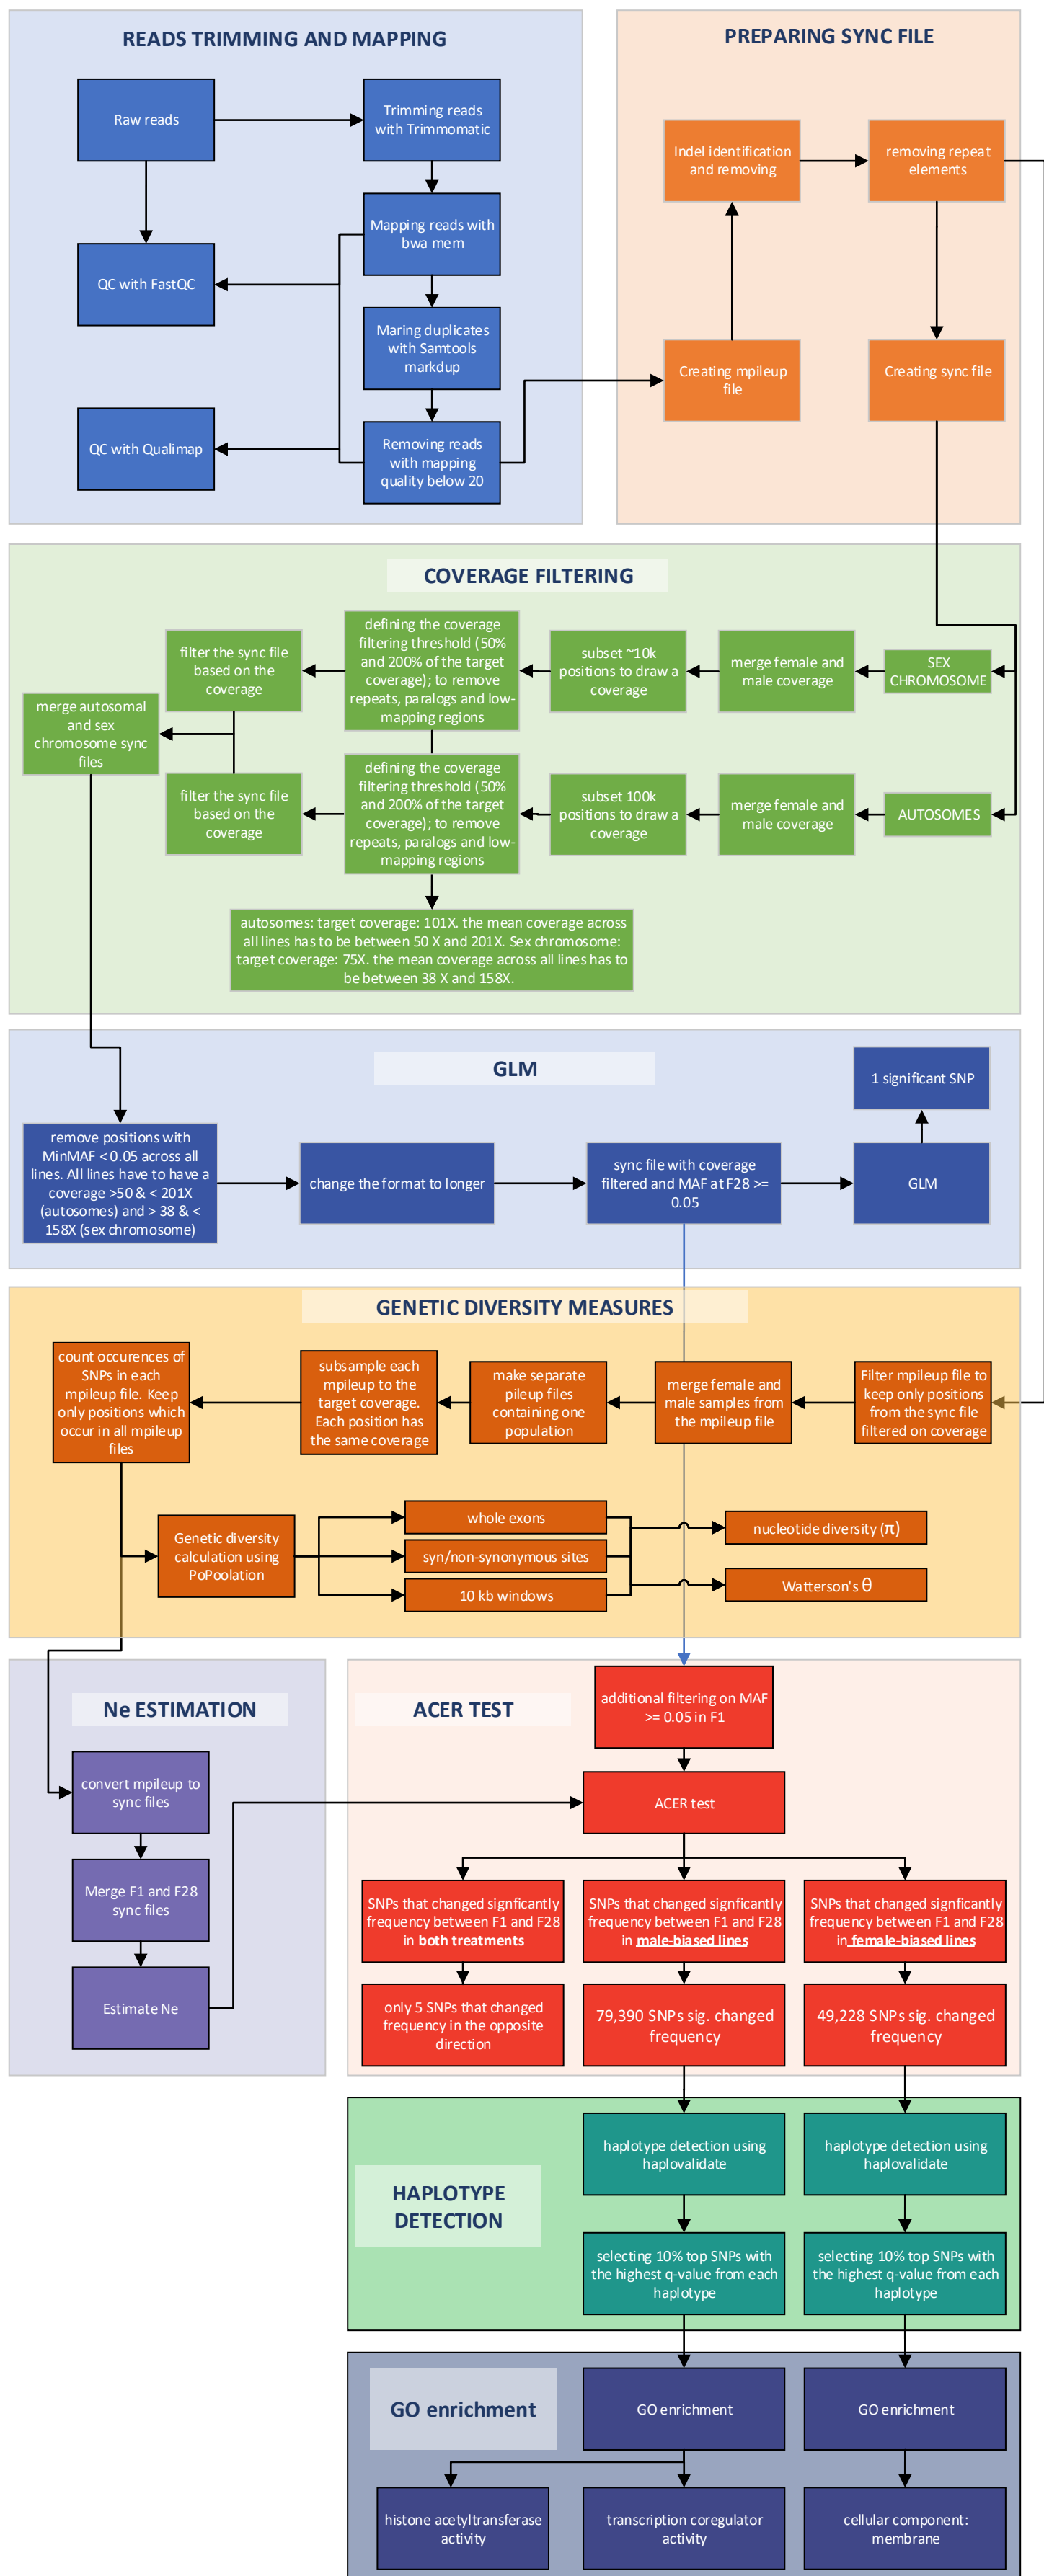 READS TRIMMING AND MAPPING
Raw reads
Trimming reads
with Trimmomatic
Mapping reads with
bwa mem
QC with FastQC
Maring duplicates
with Samtools
markdup
QC with Qualimap
Removing reads
with mapping
quality below 20
PREPARING SYNC FILE
Indel identification
and removing
removing repeat
elements
Creating mpileup
file
Creating sync file
COVERAGE FILTERING
SEX
CHROMOSOME
merge female and
male coverage
subset ~10k
positions to draw a
coverage
defining the coverage
filtering threshold (50%
and 200% of the target
coverage); to remove
repeats, paralogs and low-
mapping regions
filter the sync file
based on the
coverage
merge autosomal
and sex
chromosome sync
files
AUTOSOMES
merge female and
male coverage
subset 100k
positions to draw a
coverage
defining the coverage
filtering threshold (50%
and 200% of the target
coverage); to remove
repeats, paralogs and low-
mapping regions
filter the sync file
based on the
coverage
autosomes: target coverage: 101X. the mean coverage across
all lines has to be between 50 X and 201X. Sex chromosome:
target coverage: 75X. the mean coverage across all lines has to
be between 38 X and 158X.
GLM
1 significant SNP
remove positions with
MinMAF < 0.05 across all
lines. All lines have to have a
coverage >50 & < 201X
(autosomes) and > 38 & <
158X (sex chromosome)
change the format to longer
sync file with coverage
filtered and MAF at F28 >=
0.05
GLM
GENETIC DIVERSITY MEASURES
Filter mpileup file to
keep only positions
from the sync file
filtered on coverage
merge female and
male samples from
the mpileup file
make separate
pileup files
containing one
population
subsample each
mpileup to the
target coverage.
Each position has
the same coverage
count occurences of
SNPs in each
mpileup file. Keep
only positions which
occur in all mpileup
files
Genetic diversity
calculation using
PoPoolation
whole exons
syn/non-synonymous sites
10 kb windows
nucleotide diversity (π)
Watterson's θ
Ne ESTIMATION
convert mpileup to
sync files
Merge F1 and F28
sync files
Estimate Ne
ACER TEST
additional filtering on MAF
>= 0.05 in F1
ACER test
SNPs that changed signficantly
frequency between F1 and F28
in both treatments
SNPs that changed signficantly
frequency between F1 and F28
in male-biased lines
SNPs that changed signficantly
frequency between F1 and F28
in female-biased lines
only 5 SNPs that changed
frequency in the opposite
direction
79,390 SNPs sig. changed
frequency
49,228 SNPs sig. changed
frequency
HAPLOTYPE
DETECTION
haplotype detection using
haplovalidate
haplotype detection using
haplovalidate
selecting 10% top SNPs with
the highest q-value from each
haplotype
selecting 10% top SNPs with
the highest q-value from each
haplotype
GO enrichment
GO enrichment
GO enrichment
histone acetyltransferase
activity
transcription coregulator
activity
cellular component:
membrane